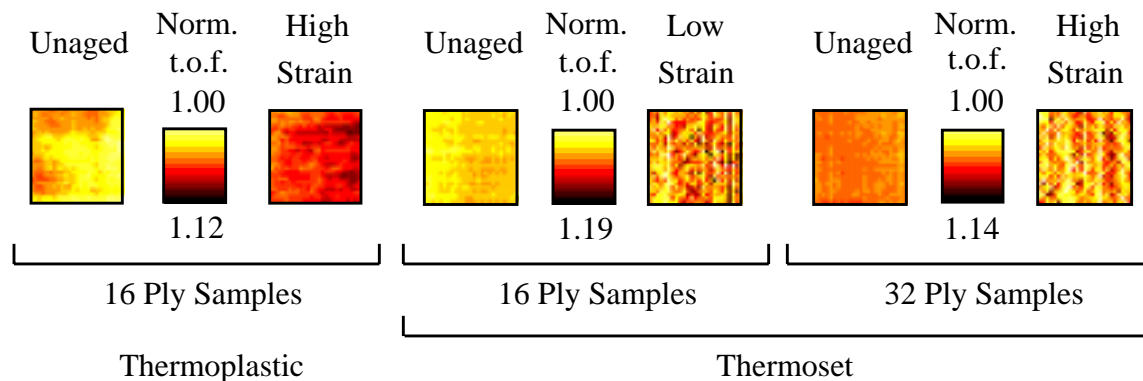 Unaged
Norm.
t.o.f.
1.00
1.12
High
Strain
16 Ply Samples
Thermoplastic
Unaged
Norm.
t.o.f.
1.00
1.19
Low
Strain
16 Ply Samples
Unaged
Norm.
t.o.f.
1.00
1.14
High
Strain
32 Ply Samples
Thermoset